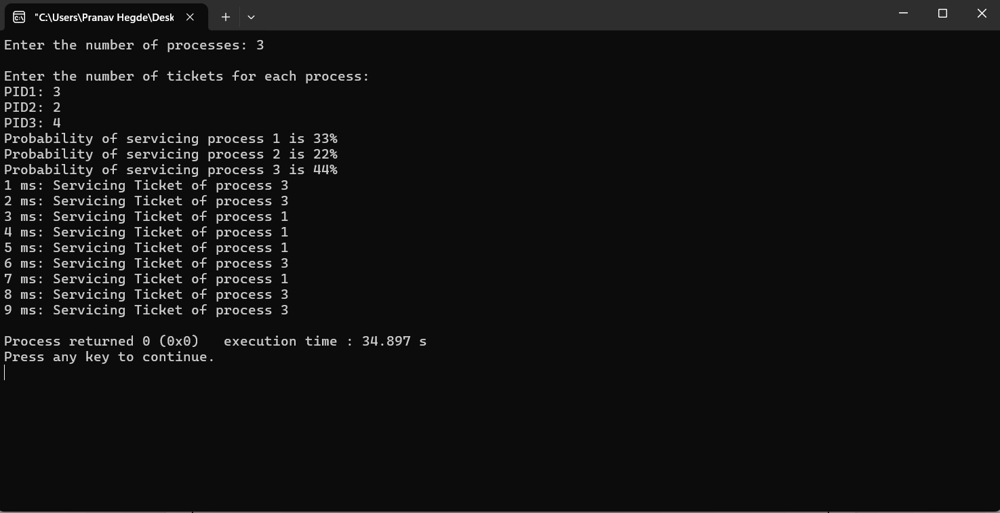 "C:\Users\Pranav Hegde\Desk
Enter the number of processes: 3
Enter the number of tickets for each process:
PID1: 3
PID2: 2
PID3: 4
Probability of servicing process 1 is 33%
Probability of servicing process 2 is 22%
Probability of servicing process 3 is 44%
1 ms: Servicing Ticket of process 3
2 ms: Servicing Ticket of process 3
3 ms: Servicing Ticket of process 1
4 ms: Servicing Ticket of process 1
5 ms: Servicing Ticket of process 1
6 ms: Servicing Ticket of process 3
7 ms: Servicing Ticket of process 1
8 ms: Servicing Ticket of process 3
9 ms: Servicing Ticket of process 3
Process returned 0 (0x0)   execution time : 34.897 s
Press any key to continue.